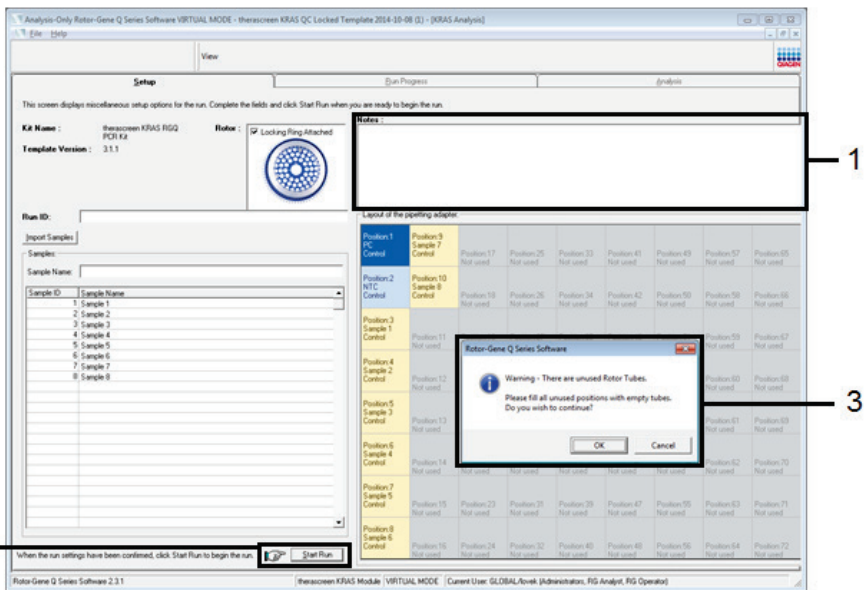 Analysis-Only Rotor-Gene Q Series Software VIRTUAL MODE - therascreen KRAS QC Locked Template 2014-10-08 (1) - [KRAS Analysis]
File Help
View
QIAGEN
Setup
Run Progress
Analysis
This screen displays miscellaneous setup options for the run. Complete the fields and click Start Run when you are ready to begin the run.
Kit Name : therascreen KRAS RGQ PCR Kit
Template Version : 3.1.1
Rotor : Locking Ring Attached
Notes :
1
Run ID:
Import Samples
Samples:
Sample Name:
Sample ID Sample Name
1 Sample 1
2 Sample 2
3 Sample 3
4 Sample 4
5 Sample 5
6 Sample 6
7 Sample 7
8 Sample 8
Layout of the pipetting adapter.
Position:1 PC Control
Position:9 Sample 7 Control
Position:17 Not used
Position:25 Not used
Position:33 Not used
Position:41 Not used
Position:49 Not used
Position:57 Not used
Position:65 Not used
Position:2 NTC Control
Position:10 Sample 8 Control
Position:18 Not used
Position:26 Not used
Position:34 Not used
Position:42 Not used
Position:50 Not used
Position:58 Not used
Position:66 Not used
Position:3 Sample 1 Control
Position:11 Not used
Position:59 Not used
Position:67 Not used
Position:4 Sample 2 Control
Position:12 Not used
Position:60 Not used
Position:68 Not used
Position:5 Sample 3 Control
Position:13 Not used
Position:61 Not used
Position:69 Not used
Position:6 Sample 4 Control
Position:14 Not used
Position:62 Not used
Position:70 Not used
Position:7 Sample 5 Control
Position:15 Not used
Position:23 Not used
Position:31 Not used
Position:39 Not used
Position:47 Not used
Position:55 Not used
Position:63 Not used
Position:71 Not used
Position:8 Sample 6 Control
Position:16 Not used
Position:24 Not used
Position:32 Not used
Position:40 Not used
Position:48 Not used
Position:56 Not used
Position:64 Not used
Position:72 Not used
Rotor-Gene Q Series Software
Warning - There are unused Rotor Tubes.
Please fill all unused positions with empty tubes.
Do you wish to continue?
OK Cancel
3
When the run settings have been confirmed, click Start Run to begin the run.
Start Run
Rotor-Gene Q Series Software 2.3.1
therascreen KRAS Module
VIRTUAL MODE
Current User: GLOBAL/lovek (Administrators, RG Analyst, RG Operator)